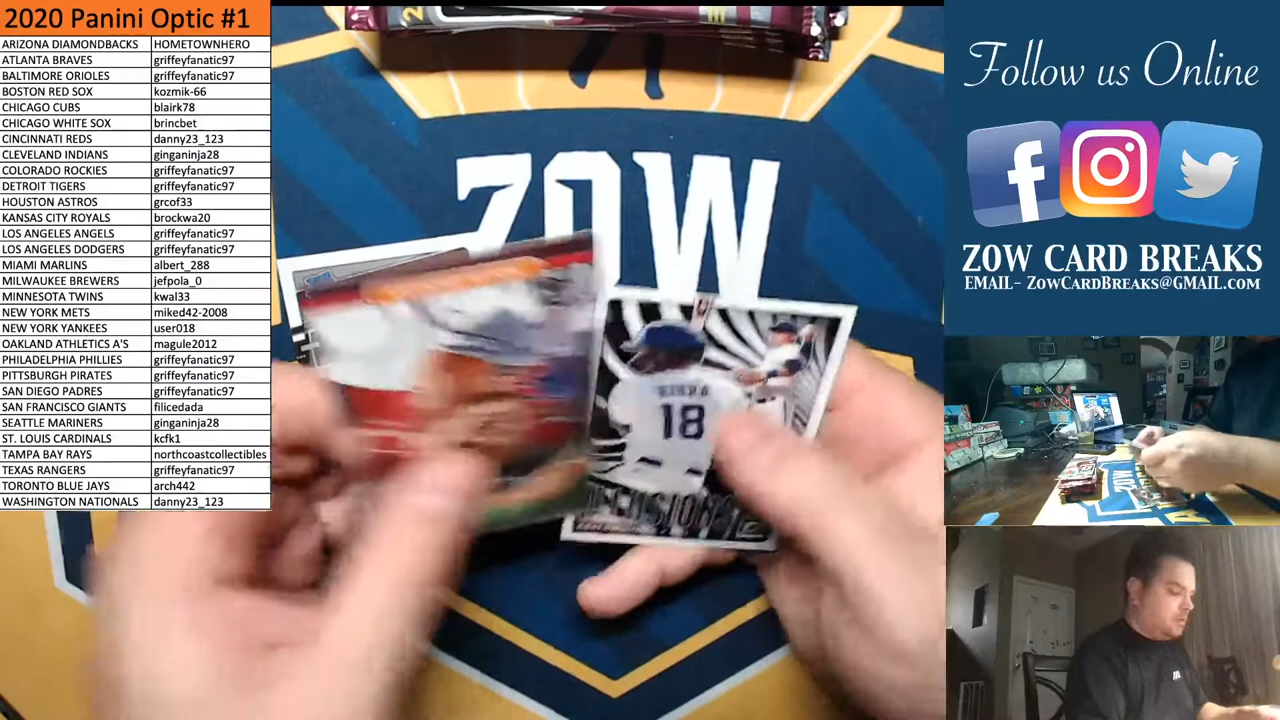 2020 Panini Optic #1
ARIZONA DIAMONDBACKS HOMETOWNHERO
ATLANTA BRAVES griffeyfanatic97
BALTIMORE ORIOLES griffeyfanatic97
BOSTON RED SOX kozmik-66
CHICAGO CUBS blairk78
CHICAGO WHITE SOX brincbet
CINCINNATI REDS danny23_123
CLEVELAND INDIANS ginganinja28
COLORADO ROCKIES griffeyfanatic97
DETROIT TIGERS griffeyfanatic97
HOUSTON ASTROS grcof33
KANSAS CITY ROYALS brockwa20
LOS ANGELES ANGELS griffeyfanatic97
LOS ANGELES DODGERS griffeyfanatic97
MIAMI MARLINS albert_288
MILWAUKEE BREWERS jefpola_0
MINNESOTA TWINS kwal33
NEW YORK METS miked42-2008
NEW YORK YANKEES user018
OAKLAND ATHLETICS A'S magule2012
PHILADELPHIA PHILLIES griffeyfanatic97
PITTSBURGH PIRATES griffeyfanatic97
SAN DIEGO PADRES griffeyfanatic97
SAN FRANCISCO GIANTS filicedada
SEATTLE MARINERS ginganinja28
ST. LOUIS CARDINALS kcfk1
TAMPA BAY RAYS northcoastcollectibles
TEXAS RANGERS griffeyfanatic97
TORONTO BLUE JAYS arch442
WASHINGTON NATIONALS danny23_123
ZOW
18
Follow us Online
ZOW CARD BREAKS
EMAIL- ZowCardBreaks@gmail.com
ZOW